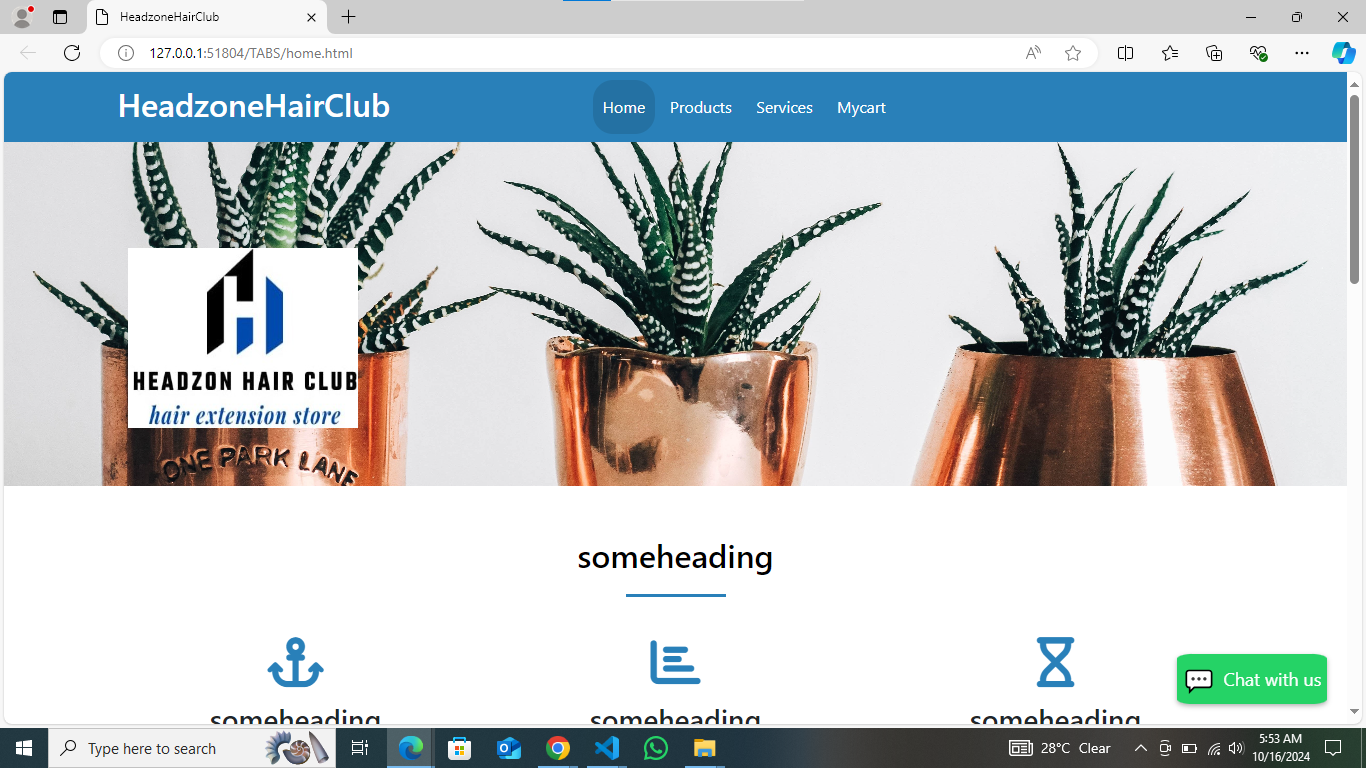 HeadzoneHairClub
127.0.0.1:51804/TABS/home.html
HeadzoneHairClub
Home
Products
Services
Mycart
HEADZON HAIR CLUB
hair extension store
ONE PARK LANE
someheading
someheading
someheading
someheading
Chat with us
Type here to search
28°C Clear
5:53 AM
10/16/2024